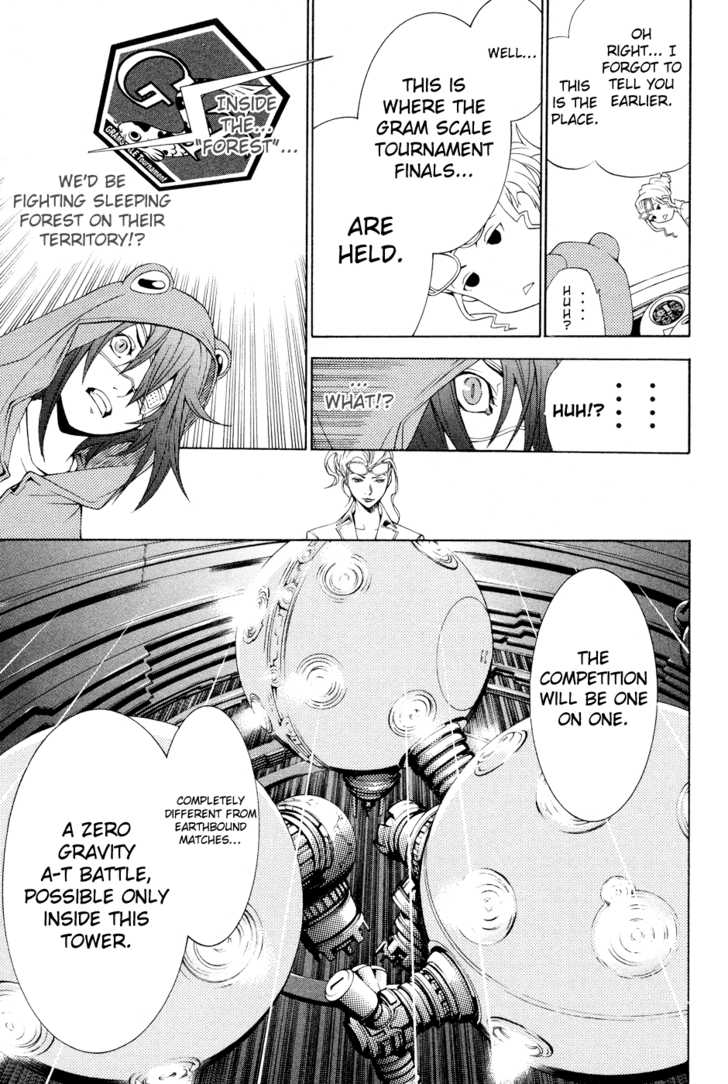 OH
RIGHT... I
FORGOT TO
TELL YOU
EARLIER.
THIS
IS THE
PLACE.
...
HUH?
WELL...
THIS IS
WHERE THE
GRAM SCALE
TOURNAMENT
FINALS...
ARE
HELD.
G
GRAM SCALE Tournament
INSIDE
THE...
"FOREST"...
WE'D BE
FIGHTING SLEEPING
FOREST ON THEIR
TERRITORY!?
HUH!?
...
WHAT!?
THE
COMPETITION
WILL BE ONE
ON ONE.
COMPLETELY
DIFFERENT FROM
EARTHBOUND
MATCHES...
A ZERO
GRAVITY
A-T BATTLE,
POSSIBLE ONLY
INSIDE THIS
TOWER.